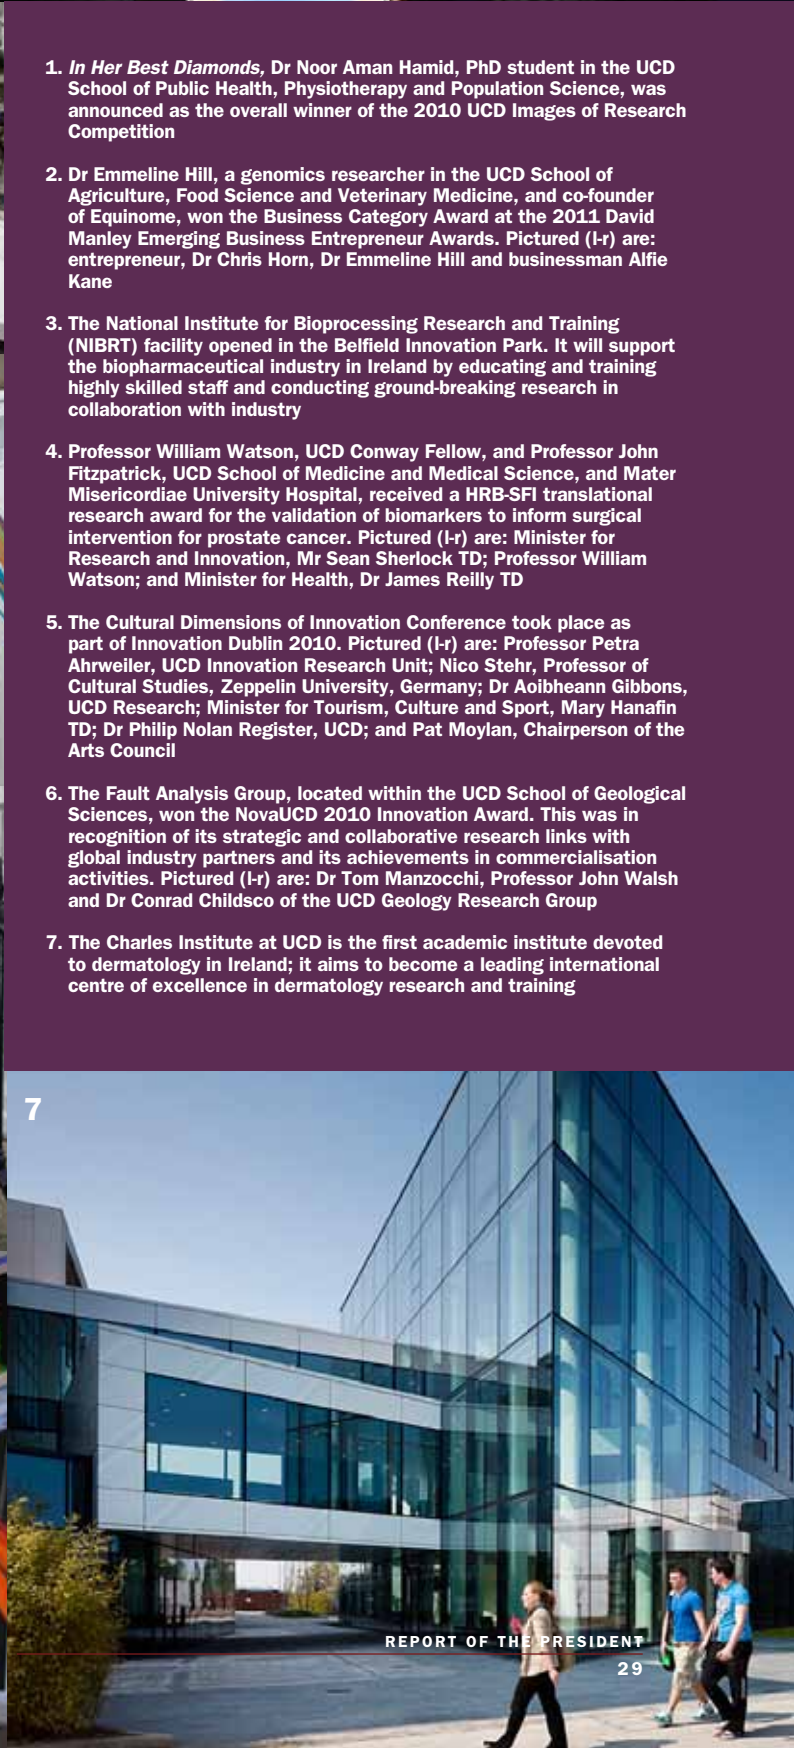 1. In Her Best Diamonds, Dr Noor Aman Hamid, PhD student in the UCD
School of Public Health, Physiotherapy and Population Science, was
announced as the overall winner of the 2010 UCD Images of Research
Competition
2. Dr Emmeline Hill, a genomics researcher in the UCD School of
Agriculture, Food Science and Veterinary Medicine, and co-founder
of Equinome, won the Business Category Award at the 2011 David
Manley Emerging Business Entrepreneur Awards. Pictured (l-r) are:
entrepreneur, Dr Chris Horn, Dr Emmeline Hill and businessman Alfie
Kane
3. The National Institute for Bioprocessing Research and Training
(NIBRT) facility opened in the Belfield Innovation Park. It will support
the biopharmaceutical industry in Ireland by educating and training
highly skilled staff and conducting ground-breaking research in
collaboration with industry
4. Professor William Watson, UCD Conway Fellow, and Professor John
Fitzpatrick, UCD School of Medicine and Medical Science, and Mater
Misericordiae University Hospital, received a HRB-SFI translational
research award for the validation of biomarkers to inform surgical
intervention for prostate cancer. Pictured (l-r) are: Minister for
Research and Innovation, Mr Sean Sherlock TD; Professor William
Watson; and Minister for Health, Dr James Reilly TD
5. The Cultural Dimensions of Innovation Conference took place as
part of Innovation Dublin 2010. Pictured (l-r) are: Professor Petra
Ahrweiler, UCD Innovation Research Unit; Nico Stehr, Professor of
Cultural Studies, Zeppelin University, Germany; Dr Aoibheann Gibbons,
UCD Research; Minister for Tourism, Culture and Sport, Mary Hanafin
TD; Dr Philip Nolan Register, UCD; and Pat Moylan, Chairperson of the
Arts Council
6. The Fault Analysis Group, located within the UCD School of Geological
Sciences, won the NovaUCD 2010 Innovation Award. This was in
recognition of its strategic and collaborative research links with
global industry partners and its achievements in commercialisation
activities. Pictured (l-r) are: Dr Tom Manzocchi, Professor John Walsh
and Dr Conrad Childsco of the UCD Geology Research Group
7. The Charles Institute at UCD is the first academic institute devoted
to dermatology in Ireland; it aims to become a leading international
centre of excellence in dermatology research and training
7
REPORT OF THE PRESIDENT
29